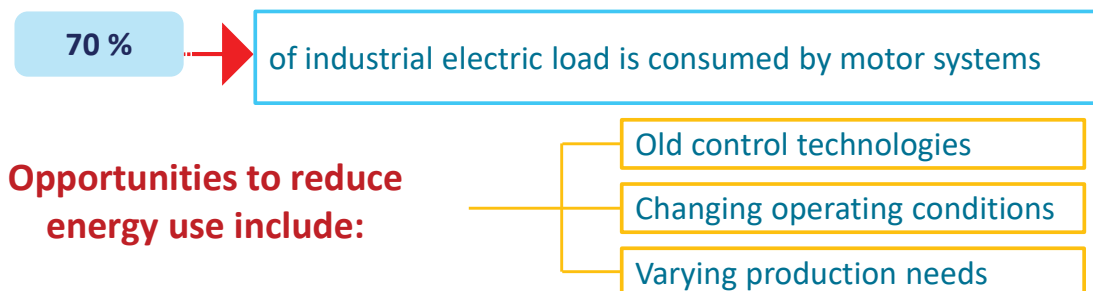 70 %
of industrial electric load is consumed by motor systems
Opportunities to reduce
energy use include:
Old control technologies
Changing operating conditions
Varying production needs